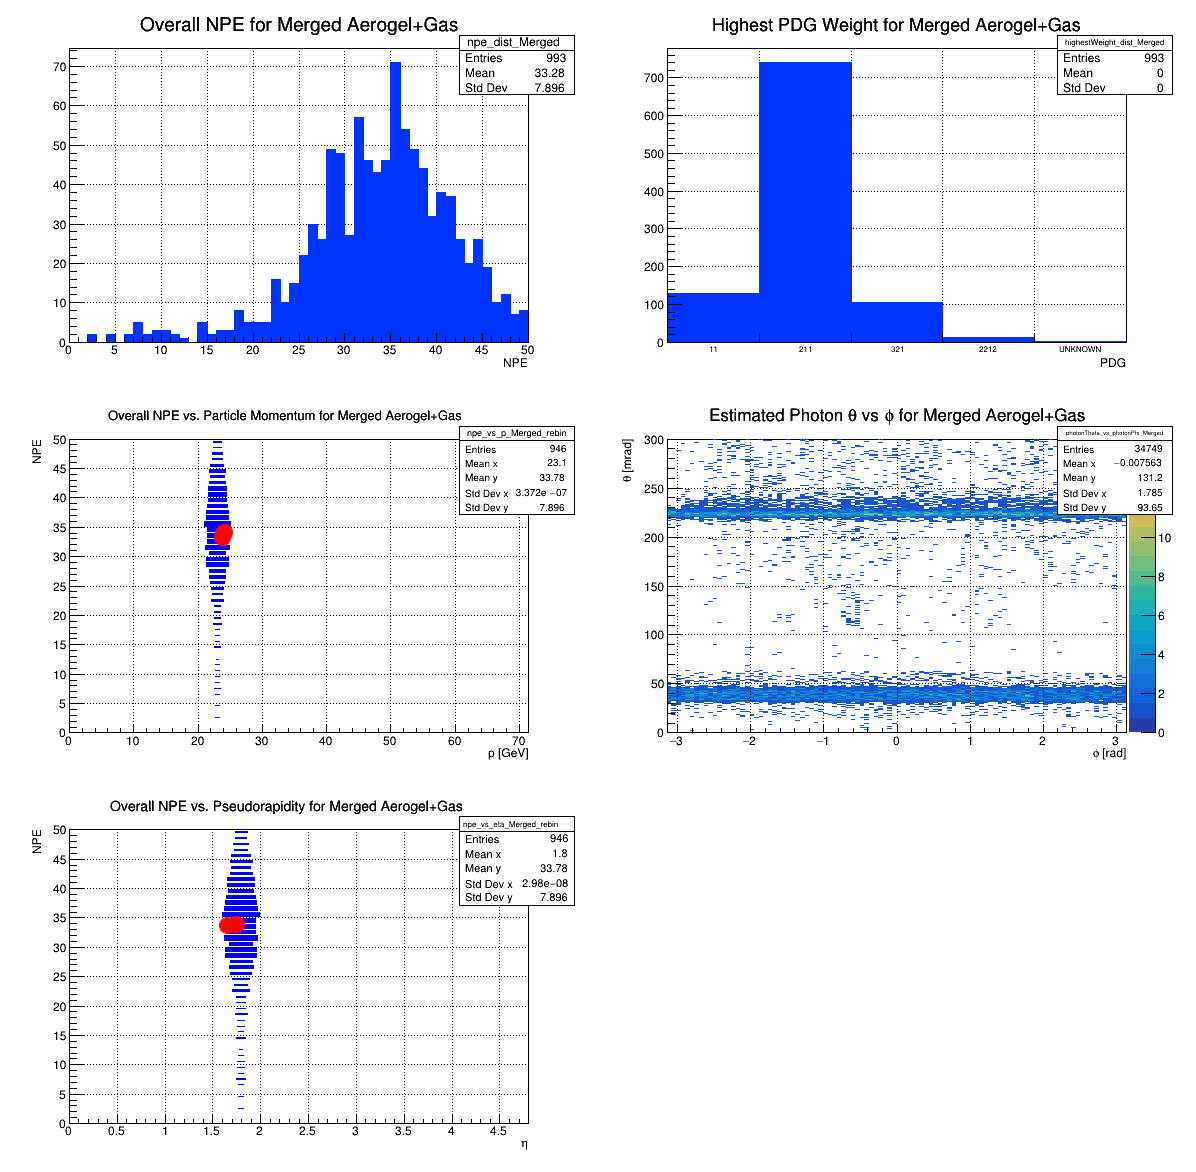 Overall NPE for Merged Aerogel+Gas
npe_dist_Merged
Entries 993
Mean 33.28
Std Dev 7.896
70
60
50
40
30
20
10
0
0 5 10 15 20 25 30 35 40 45 50
NPE
Highest PDG Weight for Merged Aerogel+Gas
highestWeight_dist_Merged
Entries 993
Mean 0
Std Dev 0
700
600
500
400
300
200
100
0
11 211 321 2212 UNKNOWN
PDG
Overall NPE vs. Particle Momentum for Merged Aerogel+Gas
npe_vs_p_Merged_rebin
Entries 946
Mean x 23.1
Mean y 33.78
Std Dev x 3.372e −07
Std Dev y 7.896
NPE
50
45
40
35
30
25
20
15
10
5
0
0 10 20 30 40 50 60 70
p [GeV]
Estimated Photon θ vs ϕ for Merged Aerogel+Gas
photonTheta_vs_photonPhi_Merged
Entries 34749
Mean x −0.007563
Mean y 131.2
Std Dev x 1.785
Std Dev y 93.65
θ [mrad]
300
250
200
150
100
50
0
−3 −2 −1 0 1 2 3
ϕ [rad]
10
8
6
4
2
0
Overall NPE vs. Pseudorapidity for Merged Aerogel+Gas
npe_vs_eta_Merged_rebin
Entries 946
Mean x 1.8
Mean y 33.78
Std Dev x 2.98e−08
Std Dev y 7.896
NPE
50
45
40
35
30
25
20
15
10
5
0
0 0.5 1 1.5 2 2.5 3 3.5 4 4.5
η